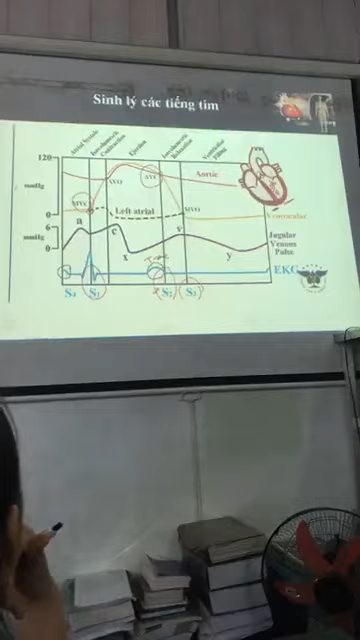 Sinh lý các tiếng tim
Atrial Systole
Isovolumetric Contraction
Ejection
Isovolumetric Relaxation
Ventricular Filling
120
mmHg
0
6
mmHg
0
MVC
AVO
AVC
MVO
Aortic
Left atrial
Ventricular
a
c
x
v
y
Jugular
Venous
Pulse
EKG
S4
S1
S2
S3